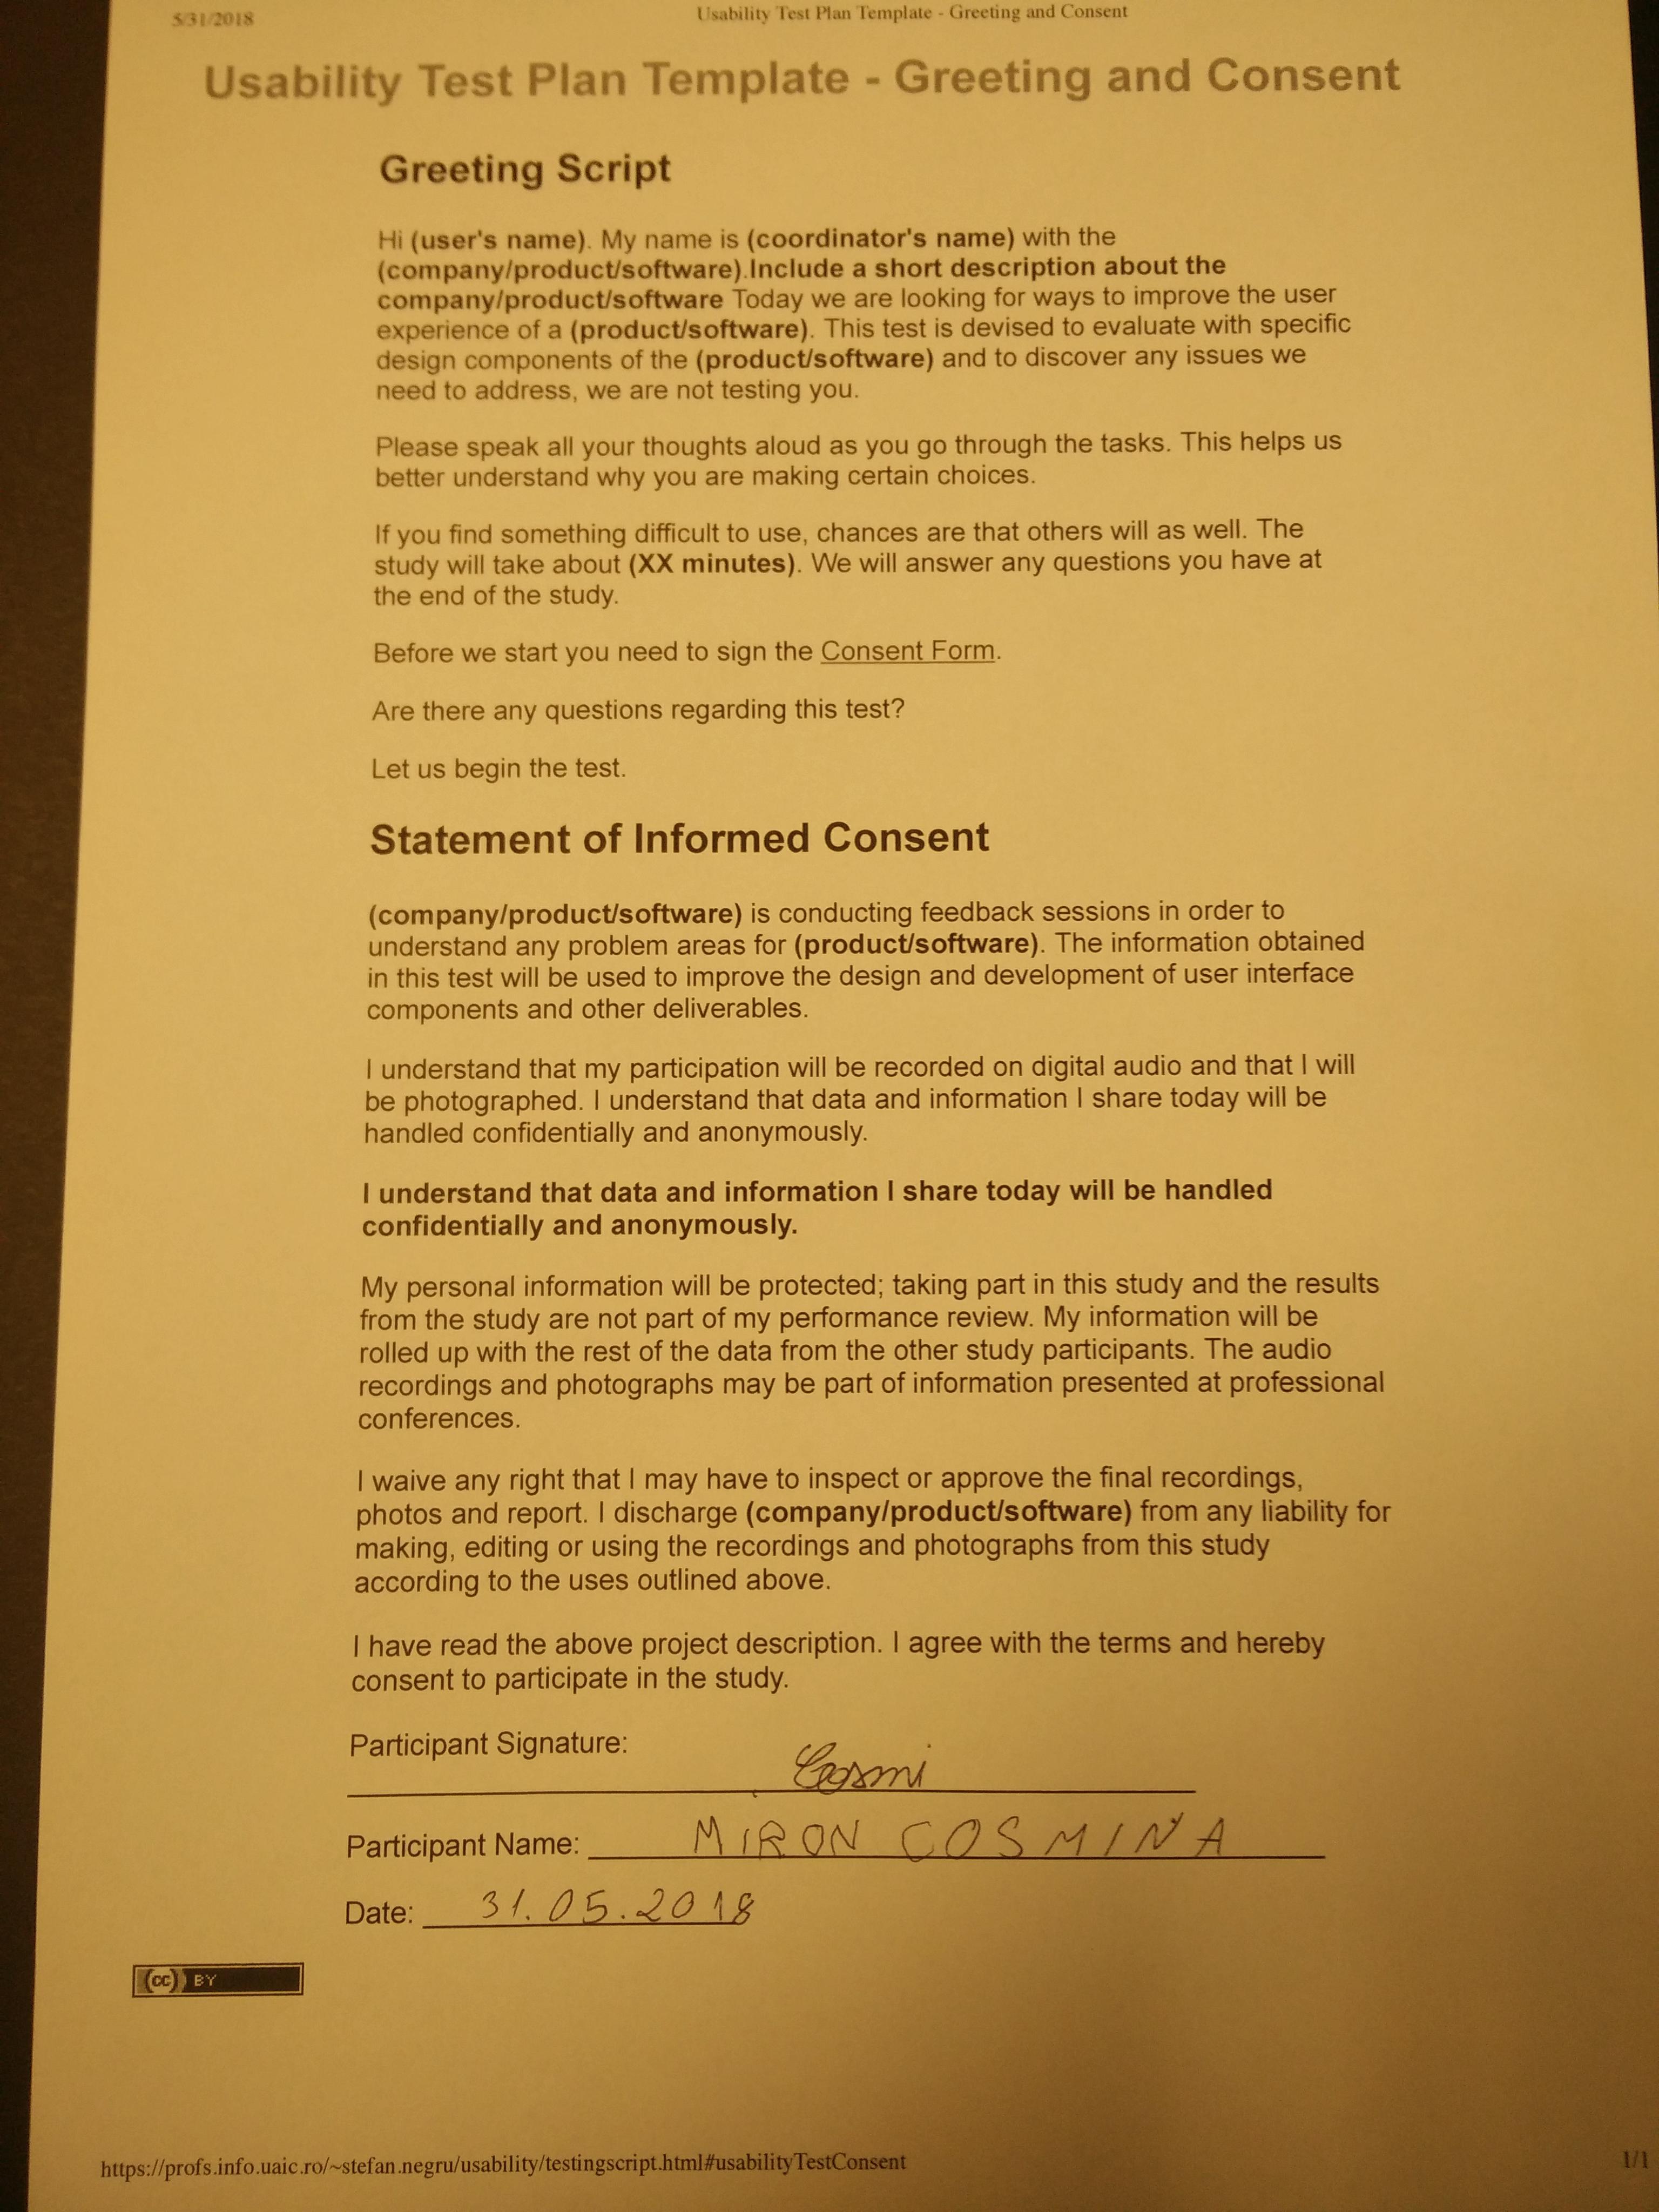 5/31/2018
Usability Test Plan Template - Greeting and Consent
Usability Test Plan Template - Greeting and Consent
Greeting Script
Hi (user's name). My name is (coordinator's name) with the
(company/product/software).Include a short description about the
company/product/software Today we are looking for ways to improve the user
experience of a (product/software). This test is devised to evaluate with specific
design components of the (product/software) and to discover any issues we
need to address, we are not testing you.
Please speak all your thoughts aloud as you go through the tasks. This helps us
better understand why you are making certain choices.
If you find something difficult to use, chances are that others will as well. The
study will take about (XX minutes). We will answer any questions you have at
the end of the study.
Before we start you need to sign the Consent Form.
Are there any questions regarding this test?
Let us begin the test.
Statement of Informed Consent
(company/product/software) is conducting feedback sessions in order to
understand any problem areas for (product/software). The information obtained
in this test will be used to improve the design and development of user interface
components and other deliverables.
I understand that my participation will be recorded on digital audio and that I will
be photographed. I understand that data and information I share today will be
handled confidentially and anonymously.
I understand that data and information I share today will be handled
confidentially and anonymously.
My personal information will be protected; taking part in this study and the results
from the study are not part of my performance review. My information will be
rolled up with the rest of the data from the other study participants. The audio
recordings and photographs may be part of information presented at professional
conferences.
I waive any right that I may have to inspect or approve the final recordings,
photos and report. I discharge (company/product/software) from any liability for
making, editing or using the recordings and photographs from this study
according to the uses outlined above.
I have read the above project description. I agree with the terms and hereby
consent to participate in the study.
Participant Signature:
Cosmi
Participant Name: MIRON COSMINA
Date: 31.05.2018
(cc) BY
https://profs.info.uaic.ro/~stefan.negru/usability/testingscript.html#usabilityTestConsent
1/1